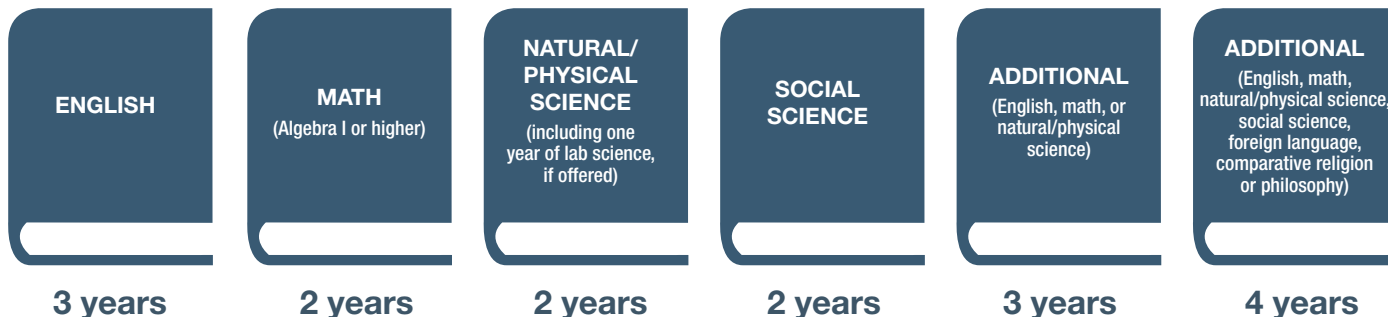 ENGLISH
3 years
MATH
(Algebra I or higher)
2 years
NATURAL/
PHYSICAL
SCIENCE
(including one
year of lab science,
if offered)
2 years
SOCIAL
SCIENCE
2 years
ADDITIONAL
(English, math, or
natural/physical
science)
3 years
ADDITIONAL
(English, math,
natural/physical science,
social science,
foreign language,
comparative religion
or philosophy)
4 years